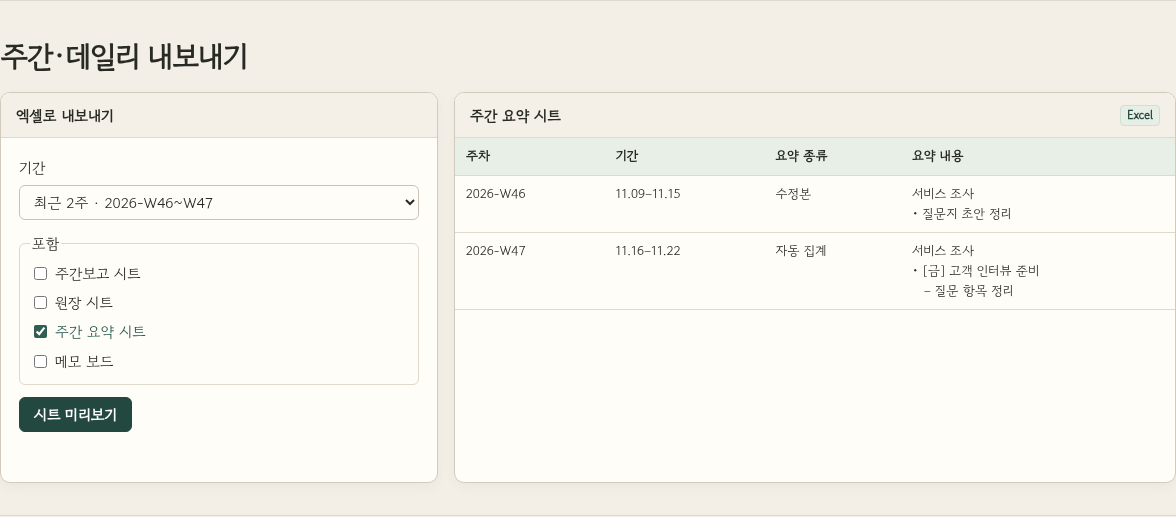 주간·데일리 내보내기
엑셀로 내보내기
기간
최근 2주 · 2026-W46~W47
포함
주간보고 시트
원장 시트
주간 요약 시트
메모 보드
시트 미리보기
주간 요약 시트 Excel
주차 기간 요약 종류 요약 내용
2026-W46 11.09–11.15 수정본 서비스 조사
• 질문지 초안 정리
2026-W47 11.16–11.22 자동 집계 서비스 조사
• [금] 고객 인터뷰 준비
– 질문 항목 정리